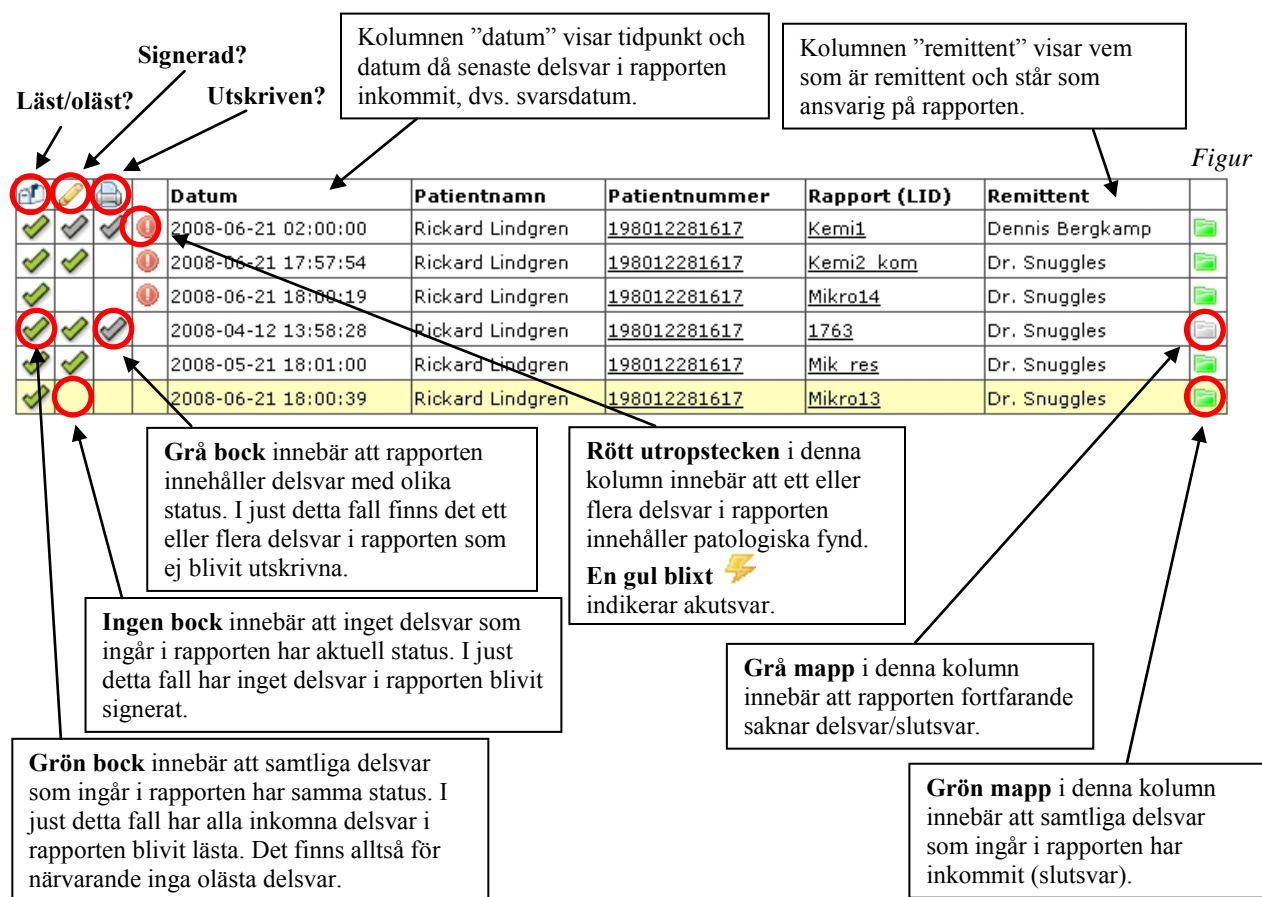 Signerad?
Läst/oläst?
Utskriven?
Kolumnen ”datum” visar tidpunkt och
datum då senaste delsvar i rapporten
inkommit, dvs. svarsdatum.
Kolumnen ”remittent” visar vem
som är remittent och står som
ansvarig på rapporten.
Figur
Datum Patientnamn Patientnummer Rapport (LID) Remittent
2008-06-21 02:00:00 Rickard Lindgren 198012281617 Kemi1 Dennis Bergkamp
2008-06-21 17:57:54 Rickard Lindgren 198012281617 Kemi2_kom Dr. Snuggles
2008-06-21 18:00:19 Rickard Lindgren 198012281617 Mikro14 Dr. Snuggles
2008-04-12 13:58:28 Rickard Lindgren 198012281617 1763 Dr. Snuggles
2008-05-21 18:01:00 Rickard Lindgren 198012281617 Mik_res Dr. Snuggles
2008-06-21 18:00:39 Rickard Lindgren 198012281617 Mikro13 Dr. Snuggles
Grå bock innebär att rapporten
innehåller delsvar med olika
status. I just detta fall finns det ett
eller flera delsvar i rapporten som
ej blivit utskrivna.
Rött utropstecken i denna
kolumn innebär att ett eller
flera delsvar i rapporten
innehåller patologiska fynd.
En gul blixt
indikerar akutsvar.
Ingen bock innebär att inget delsvar som
ingår i rapporten har aktuell status. I just
detta fall har inget delsvar i rapporten blivit
signerat.
Grå mapp i denna kolumn
innebär att rapporten fortfarande
saknar delsvar/slutsvar.
Grön bock innebär att samtliga delsvar
som ingår i rapporten har samma status. I
just detta fall har alla inkomna delsvar i
rapporten blivit lästa. Det finns alltså för
närvarande inga olästa delsvar.
Grön mapp i denna kolumn
innebär att samtliga delsvar
som ingår i rapporten har
inkommit (slutsvar).